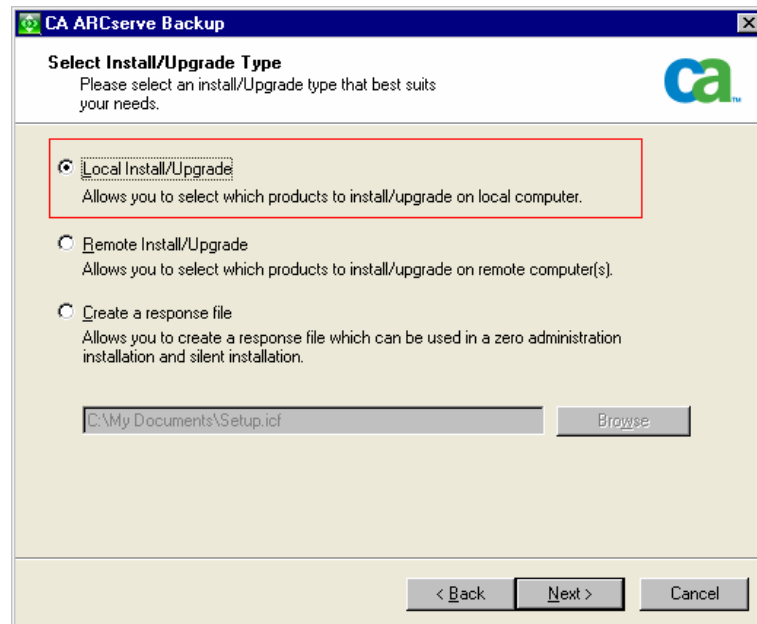 CA ARCserve Backup
Select Install/Upgrade Type
Please select an install/Upgrade type that best suits
your needs.
ca
Local Install/Upgrade
Allows you to select which products to install/upgrade on local computer.
Remote Install/Upgrade
Allows you to select which products to install/upgrade on remote computer(s).
Create a response file
Allows you to create a response file which can be used in a zero administration
installation and silent installation.
C:\My Documents\Setup.icf
Browse
< Back
Next >
Cancel